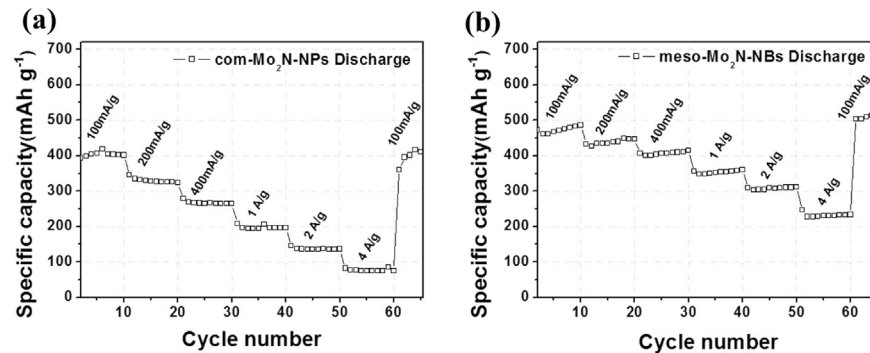 (a)
com-Mo₂N-NPs Discharge
Specific capacity(mAh g⁻¹)
700
600
500
400
300
200
100
0
100mA/g
200mA/g
400mA/g
1 A/g
2 A/g
4 A/g
100mA/g
10 20 30 40 50 60
Cycle number
(b)
meso-Mo₂N-NBs Discharge
Specific capacity(mAh g⁻¹)
700
600
500
400
300
200
100
0
100mA/g
200mA/g
400mA/g
1 A/g
2 A/g
4 A/g
100mA/g
10 20 30 40 50 60
Cycle number